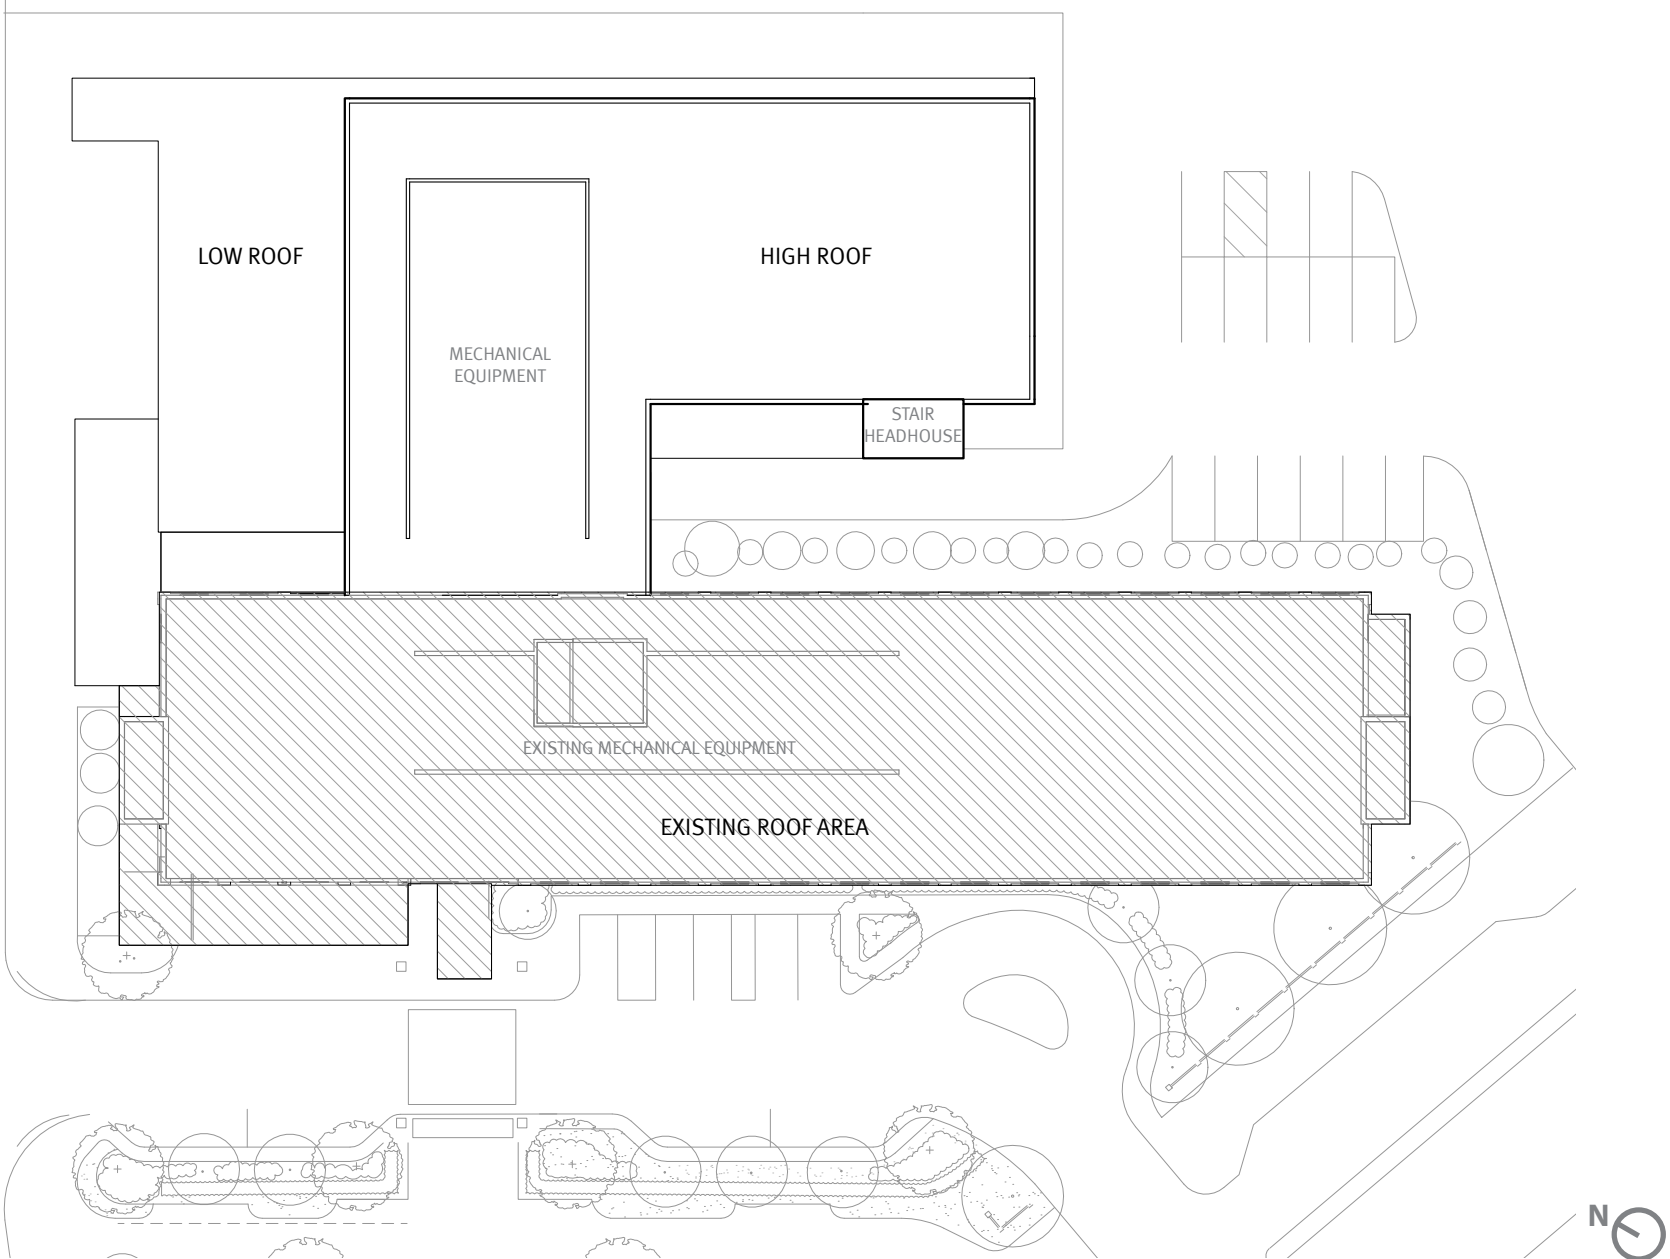 LOW ROOF
HIGH ROOF
MECHANICAL
EQUIPMENT
STAIR
HEADHOUSE
EXISTING MECHANICAL EQUIPMENT
EXISTING ROOF AREA
N